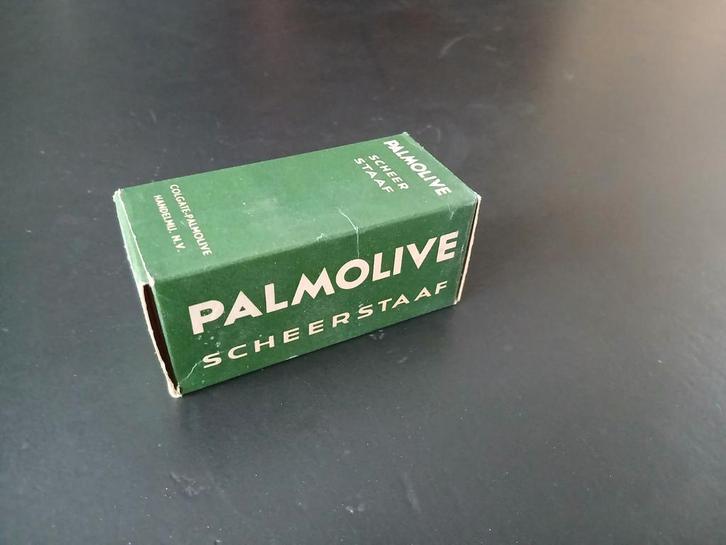 PALMOLIVE
SCHEER
STAAF
COLGATE-PALMOLIVE
HANDELMIJ. N.V.
PALMOLIVE
SCHEERSTAAF